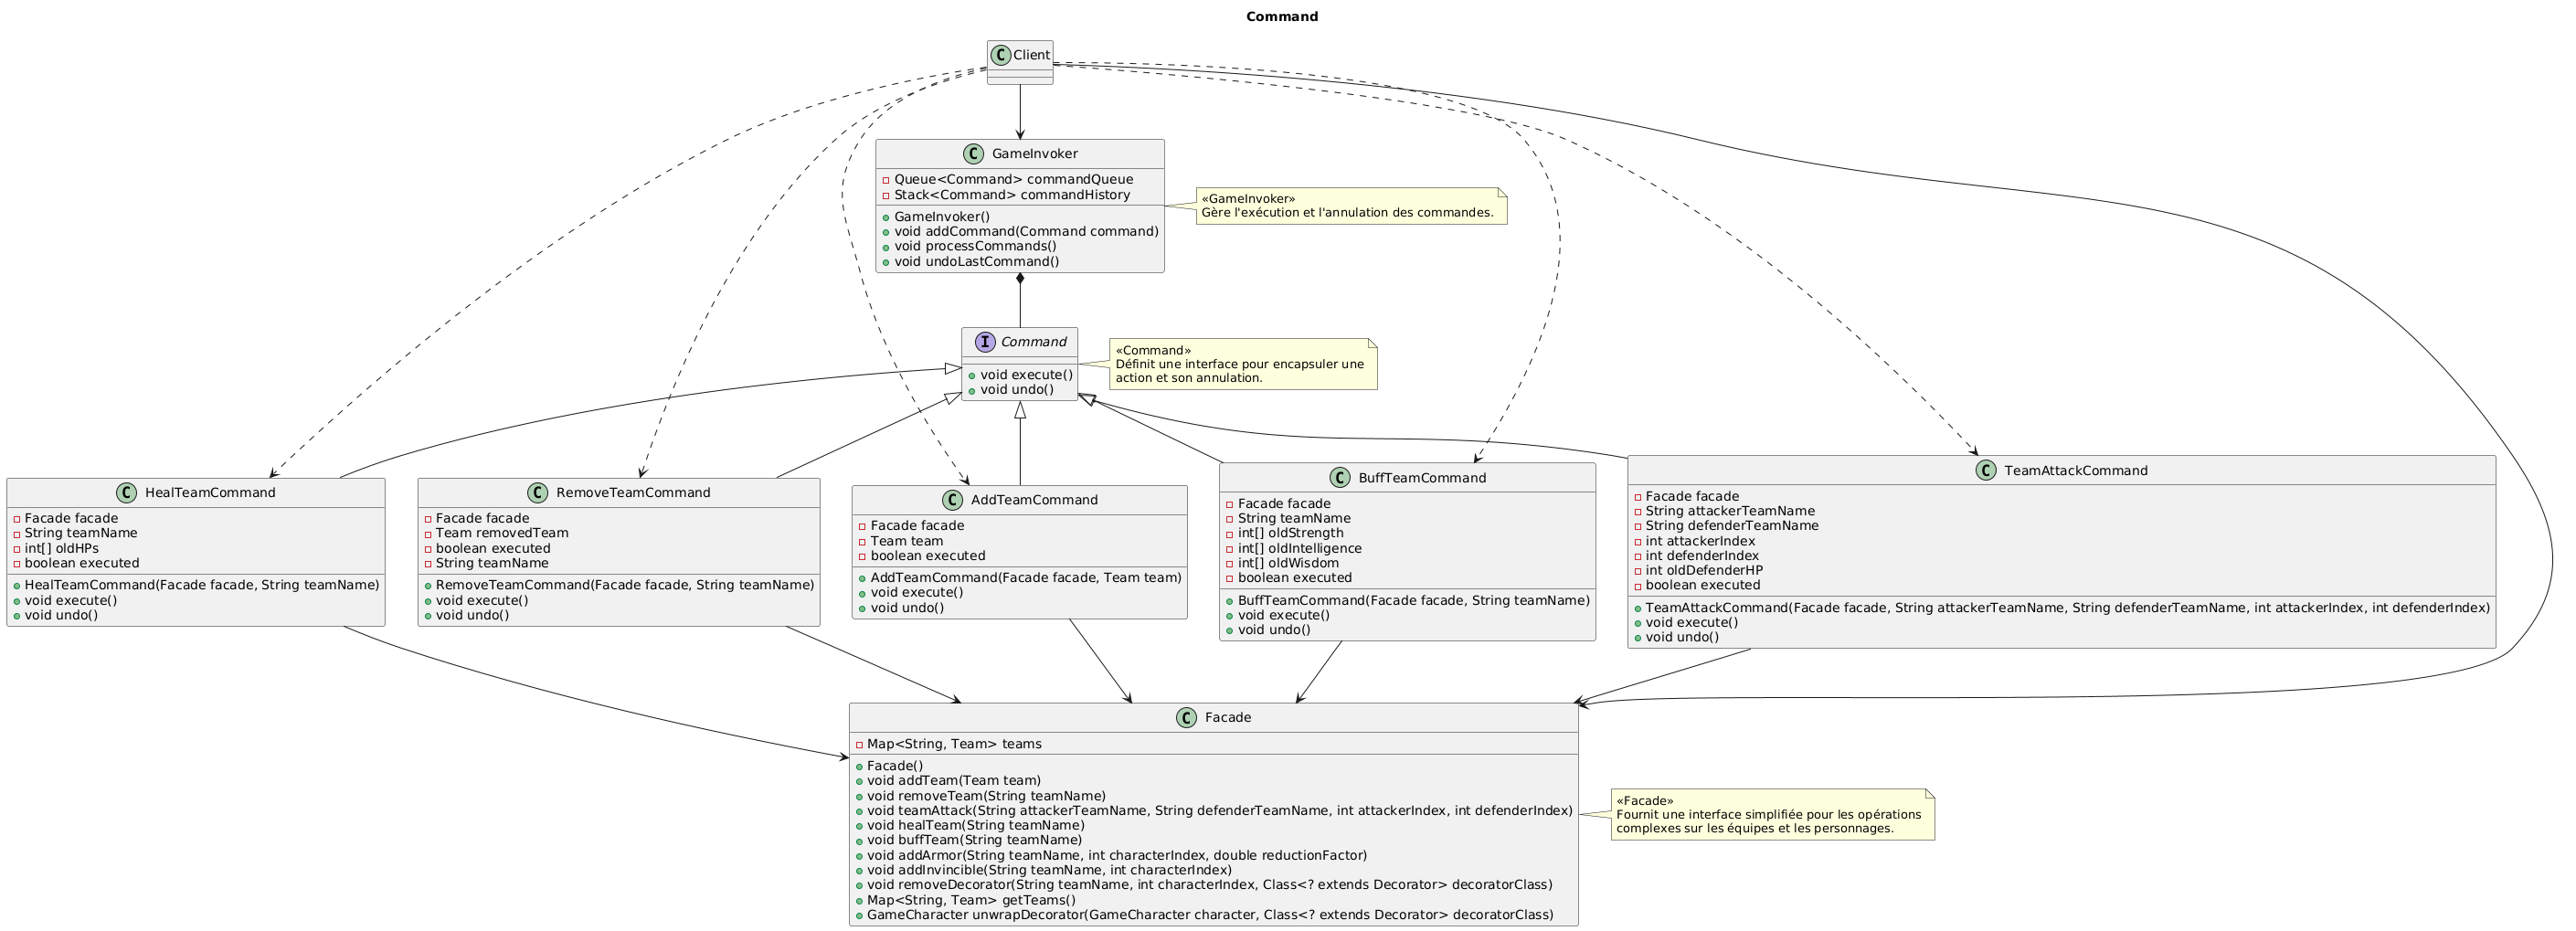 Command
C Client
C GameInvoker
Queue<Command> commandQueue
Stack<Command> commandHistory
GameInvoker()
void addCommand(Command command)
void processCommands()
void undoLastCommand()
«GameInvoker»
Gère l'exécution et l'annulation des commandes.
I Command
void execute()
void undo()
«Command»
Définit une interface pour encapsuler une
action et son annulation.
C HealTeamCommand
Facade facade
String teamName
int[] oldHPs
boolean executed
HealTeamCommand(Facade facade, String teamName)
void execute()
void undo()
C RemoveTeamCommand
Facade facade
Team removedTeam
boolean executed
String teamName
RemoveTeamCommand(Facade facade, String teamName)
void execute()
void undo()
C AddTeamCommand
Facade facade
Team team
boolean executed
AddTeamCommand(Facade facade, Team team)
void execute()
void undo()
C BuffTeamCommand
Facade facade
String teamName
int[] oldStrength
int[] oldIntelligence
int[] oldWisdom
boolean executed
BuffTeamCommand(Facade facade, String teamName)
void execute()
void undo()
C TeamAttackCommand
Facade facade
String attackerTeamName
String defenderTeamName
int attackerIndex
int defenderIndex
int oldDefenderHP
boolean executed
TeamAttackCommand(Facade facade, String attackerTeamName, String defenderTeamName, int attackerIndex, int defenderIndex)
void execute()
void undo()
C Facade
Map<String, Team> teams
Facade()
void addTeam(Team team)
void removeTeam(String teamName)
void teamAttack(String attackerTeamName, String defenderTeamName, int attackerIndex, int defenderIndex)
void healTeam(String teamName)
void buffTeam(String teamName)
void addArmor(String teamName, int characterIndex, double reductionFactor)
void addInvincible(String teamName, int characterIndex)
void removeDecorator(String teamName, int characterIndex, Class<? extends Decorator> decoratorClass)
Map<String, Team> getTeams()
GameCharacter unwrapDecorator(GameCharacter character, Class<? extends Decorator> decoratorClass)
«Facade»
Fournit une interface simplifiée pour les opérations
complexes sur les équipes et les personnages.